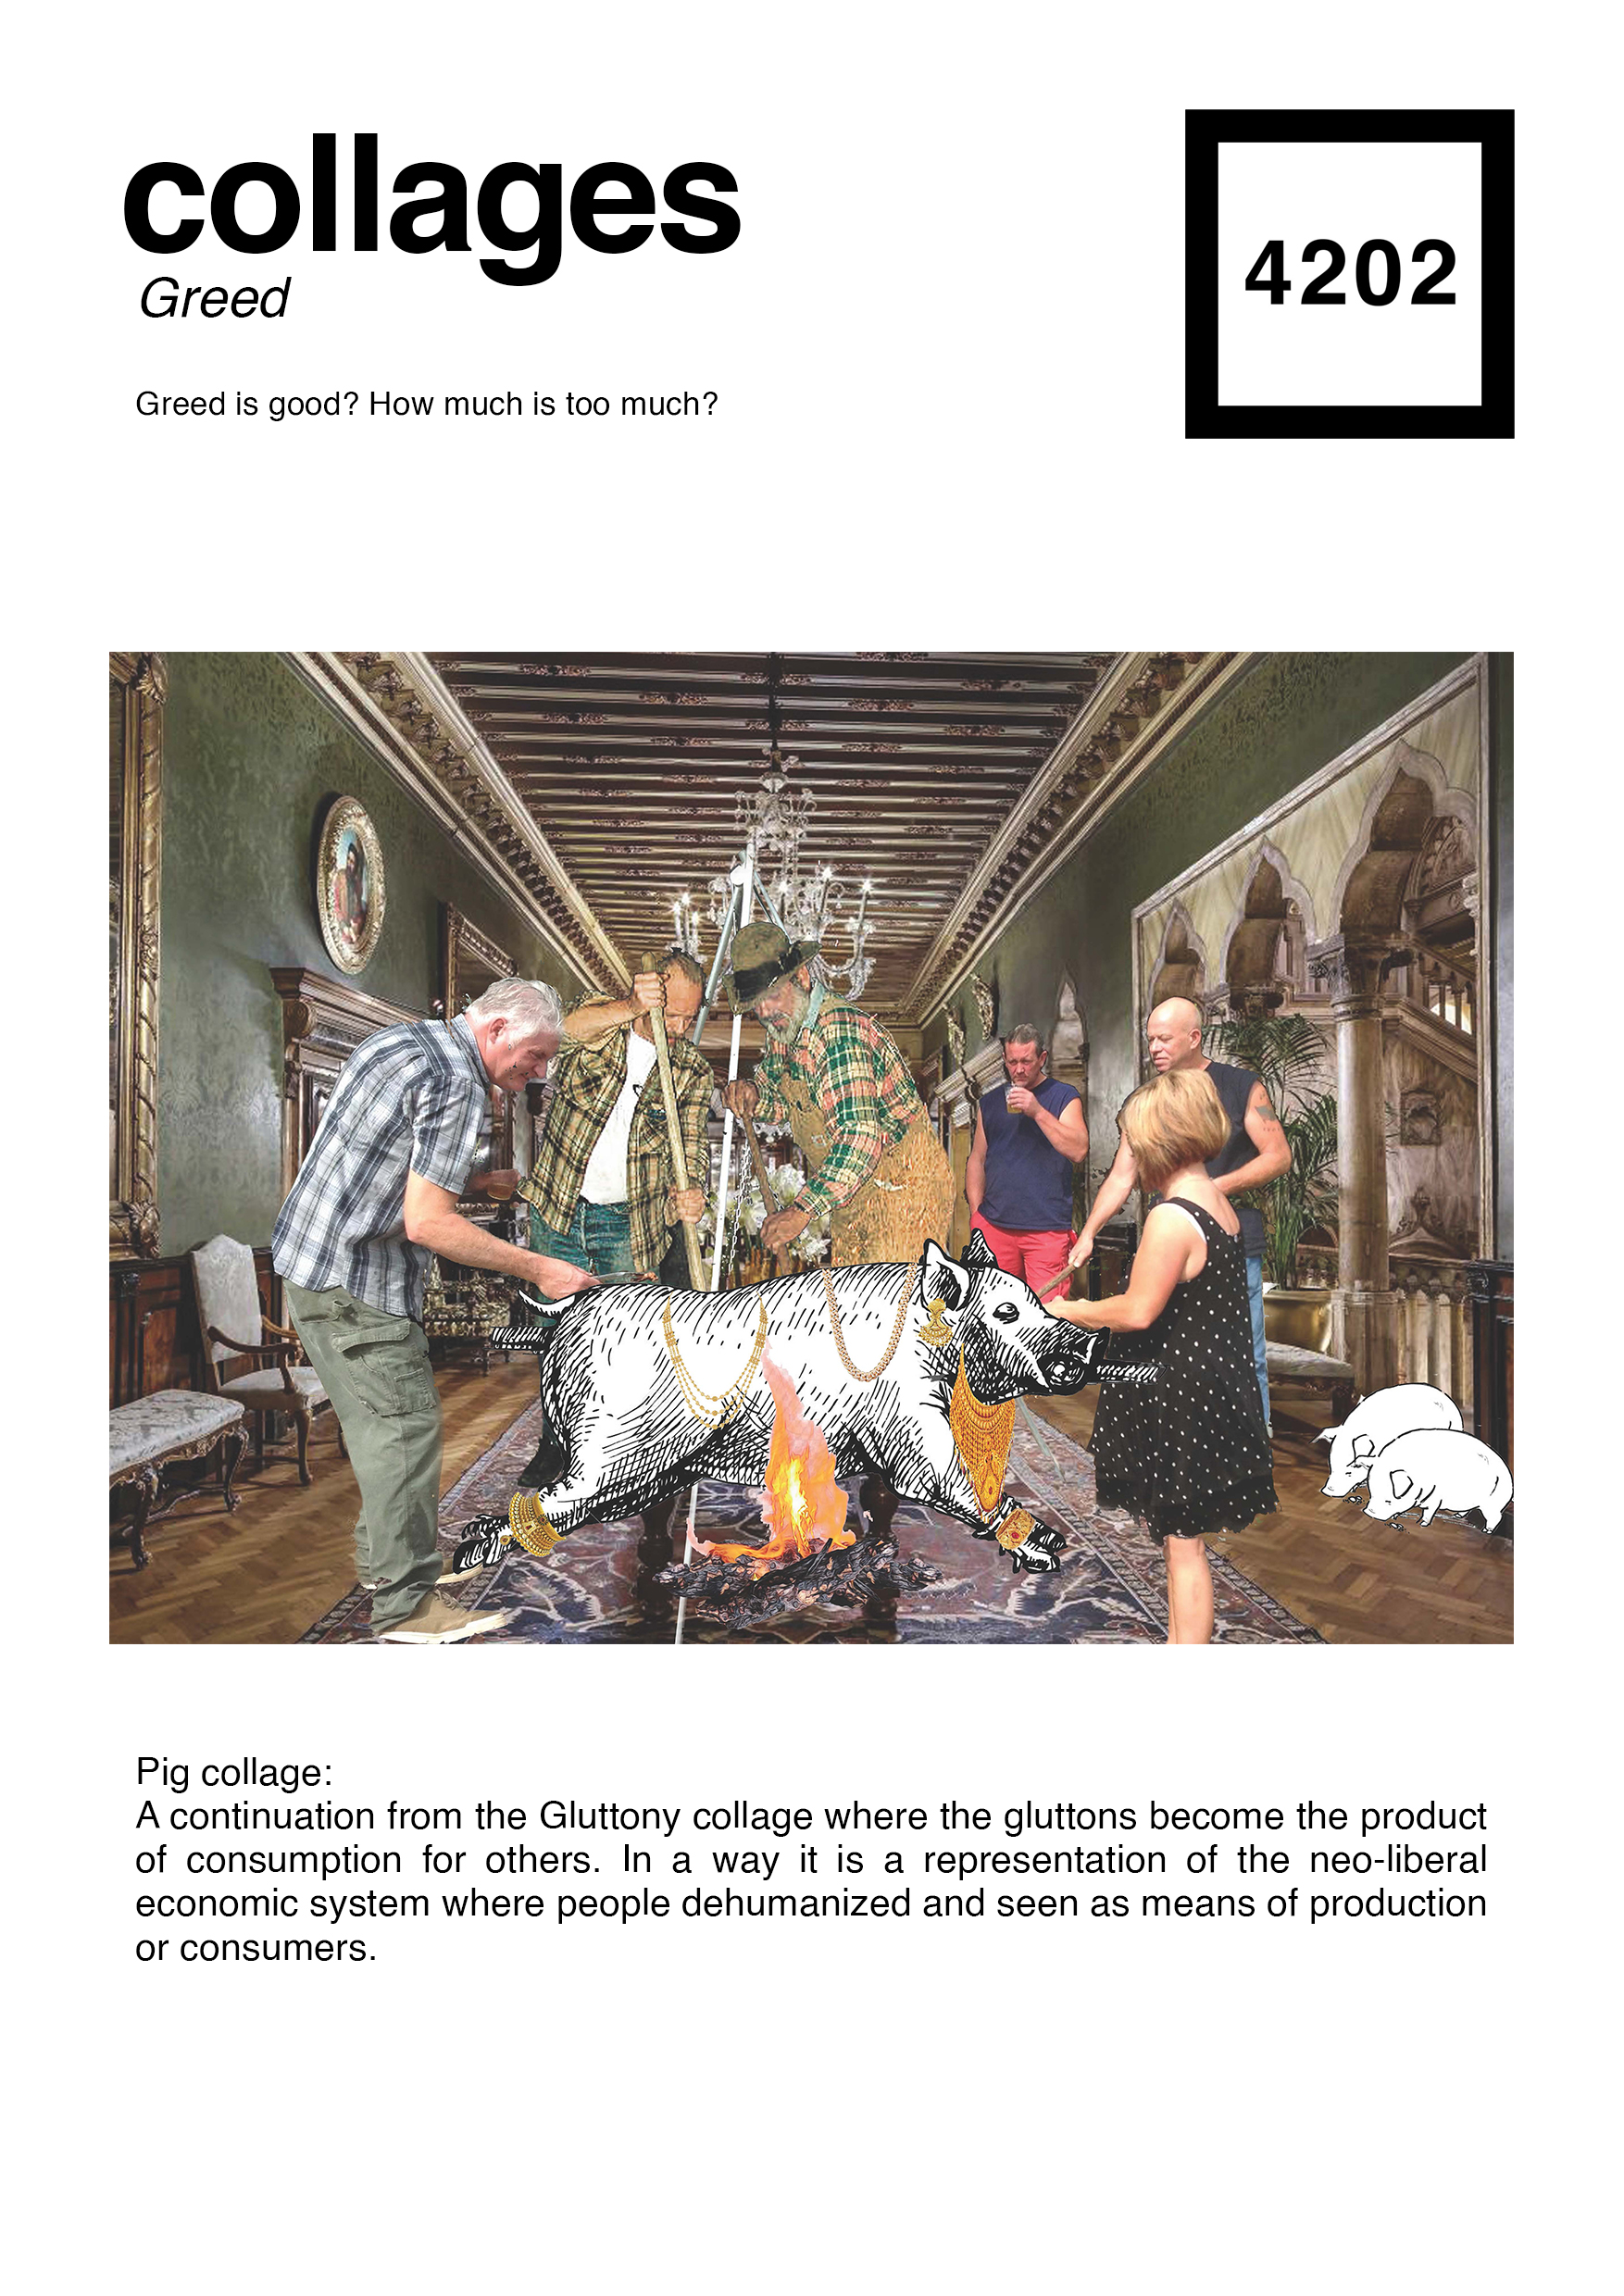 collages
Greed
Greed is good? How much is too much?
4202
Pig collage:
A continuation from the Gluttony collage where the gluttons become the product
of consumption for others. In a way it is a representation of the neo-liberal
economic system where people dehumanized and seen as means of production
or consumers.